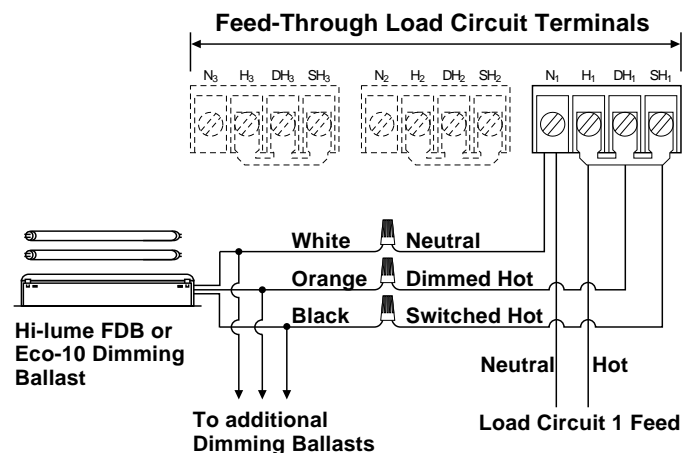 Feed-Through Load Circuit Terminals
N3 H3 DH3 SH3 N2 H2 DH2 SH2 N1 H1 DH1 SH1
White Neutral
Orange Dimmed Hot
Black Switched Hot
Hi-lume FDB or
Eco-10 Dimming
Ballast
Neutral Hot
To additional
Dimming Ballasts
Load Circuit 1 Feed